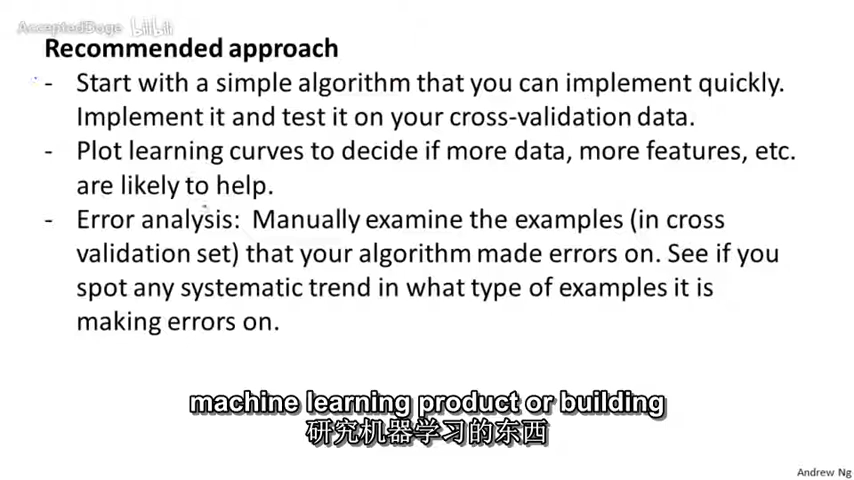 AcceptedDoge bilibili
Recommended approach
- Start with a simple algorithm that you can implement quickly.
Implement it and test it on your cross-validation data.
- Plot learning curves to decide if more data, more features, etc.
are likely to help.
- Error analysis: Manually examine the examples (in cross
validation set) that your algorithm made errors on. See if you
spot any systematic trend in what type of examples it is
making errors on.
machine learning product or building
研究机器学习的东西
Andrew Ng